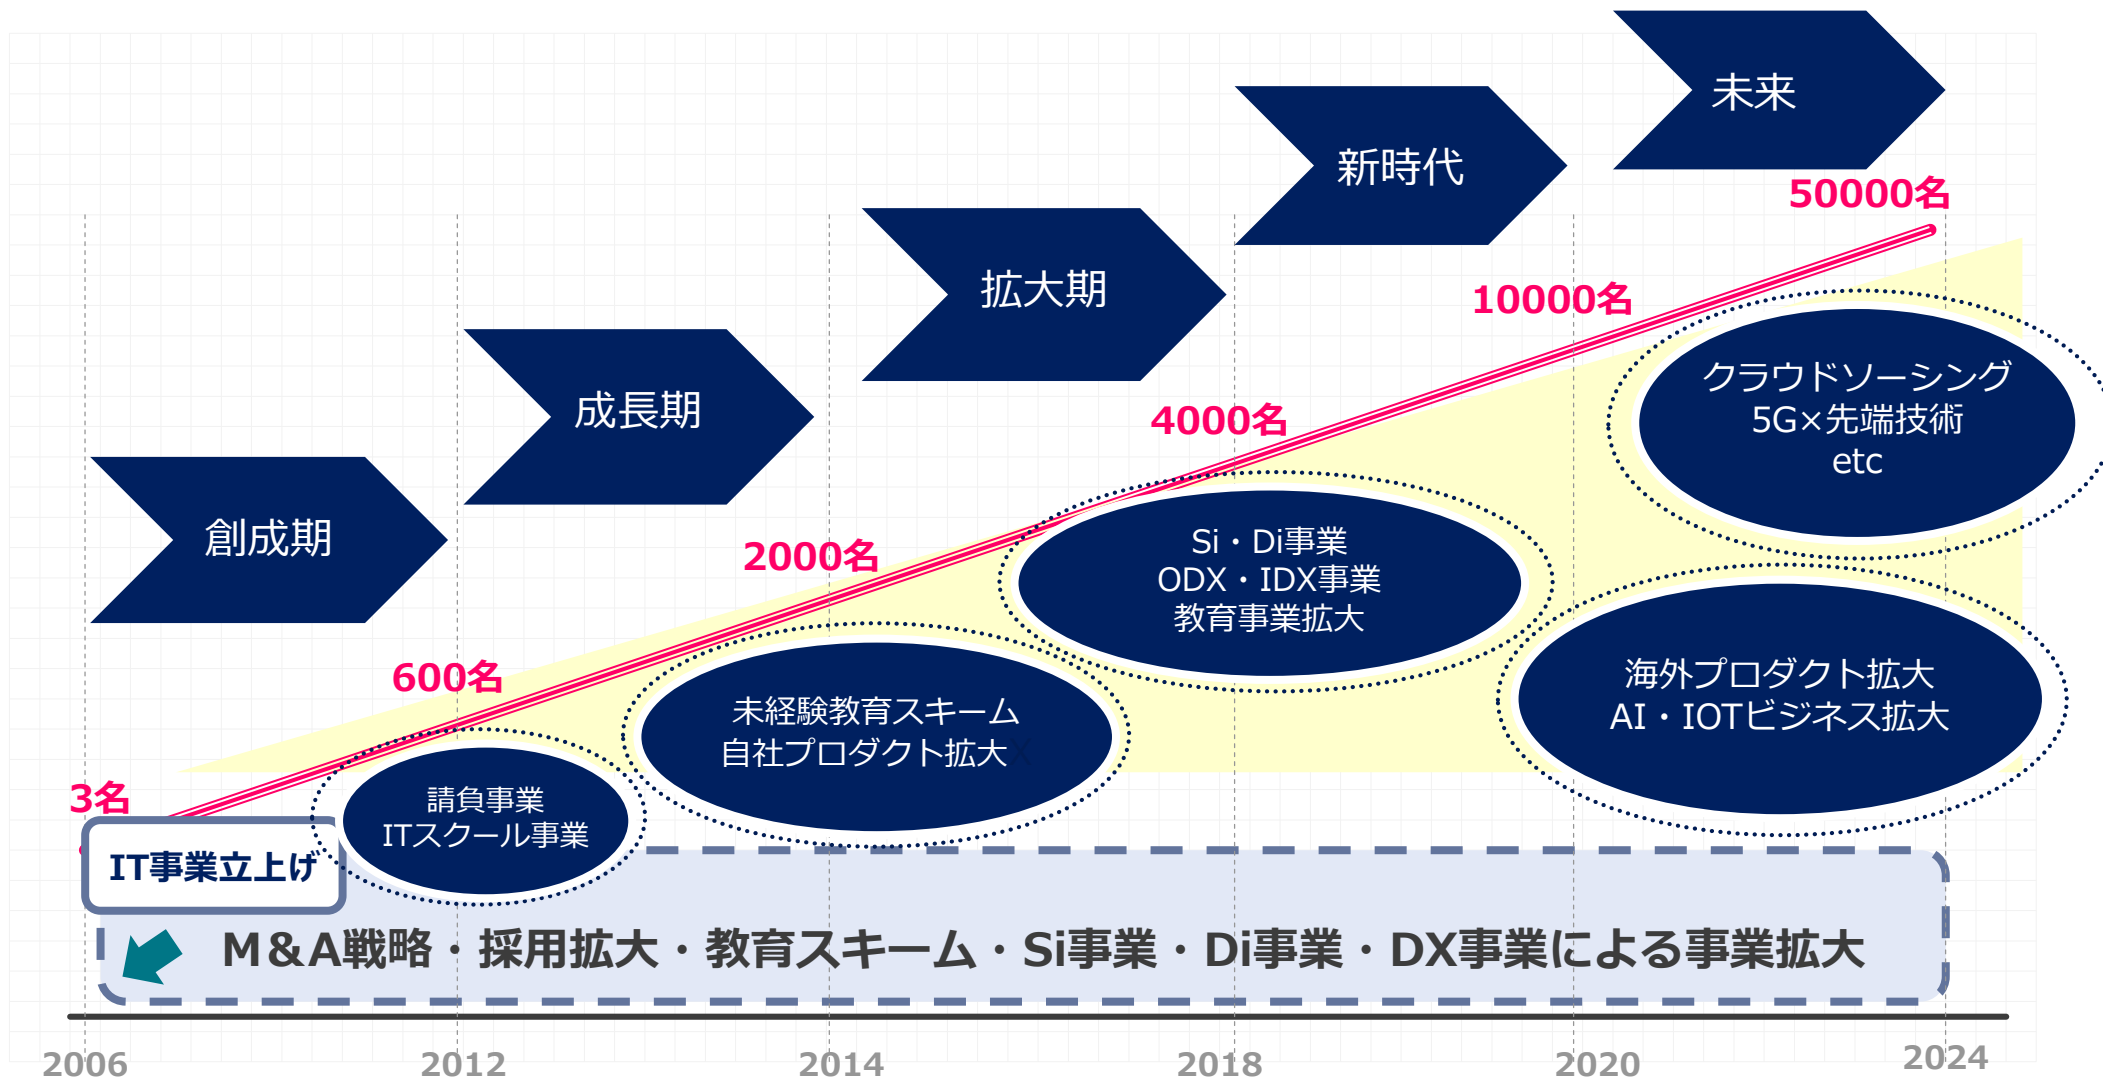 未来
新時代
拡大期
成長期
創成期
50000名
10000名
4000名
2000名
600名
3名
クラウドソーシング
5G×先端技術
etc
Si・Di事業
ODX・IDX事業
教育事業拡大
海外プロダクト拡大
AI・IOTビジネス拡大
未経験教育スキーム
自社プロダクト拡大X
請負事業
ITスクール事業
IT事業立上げ
M&A戦略・採用拡大・教育スキーム・Si事業・Di事業・DX事業による事業拡大
2006
2012
2014
2018
2020
2024